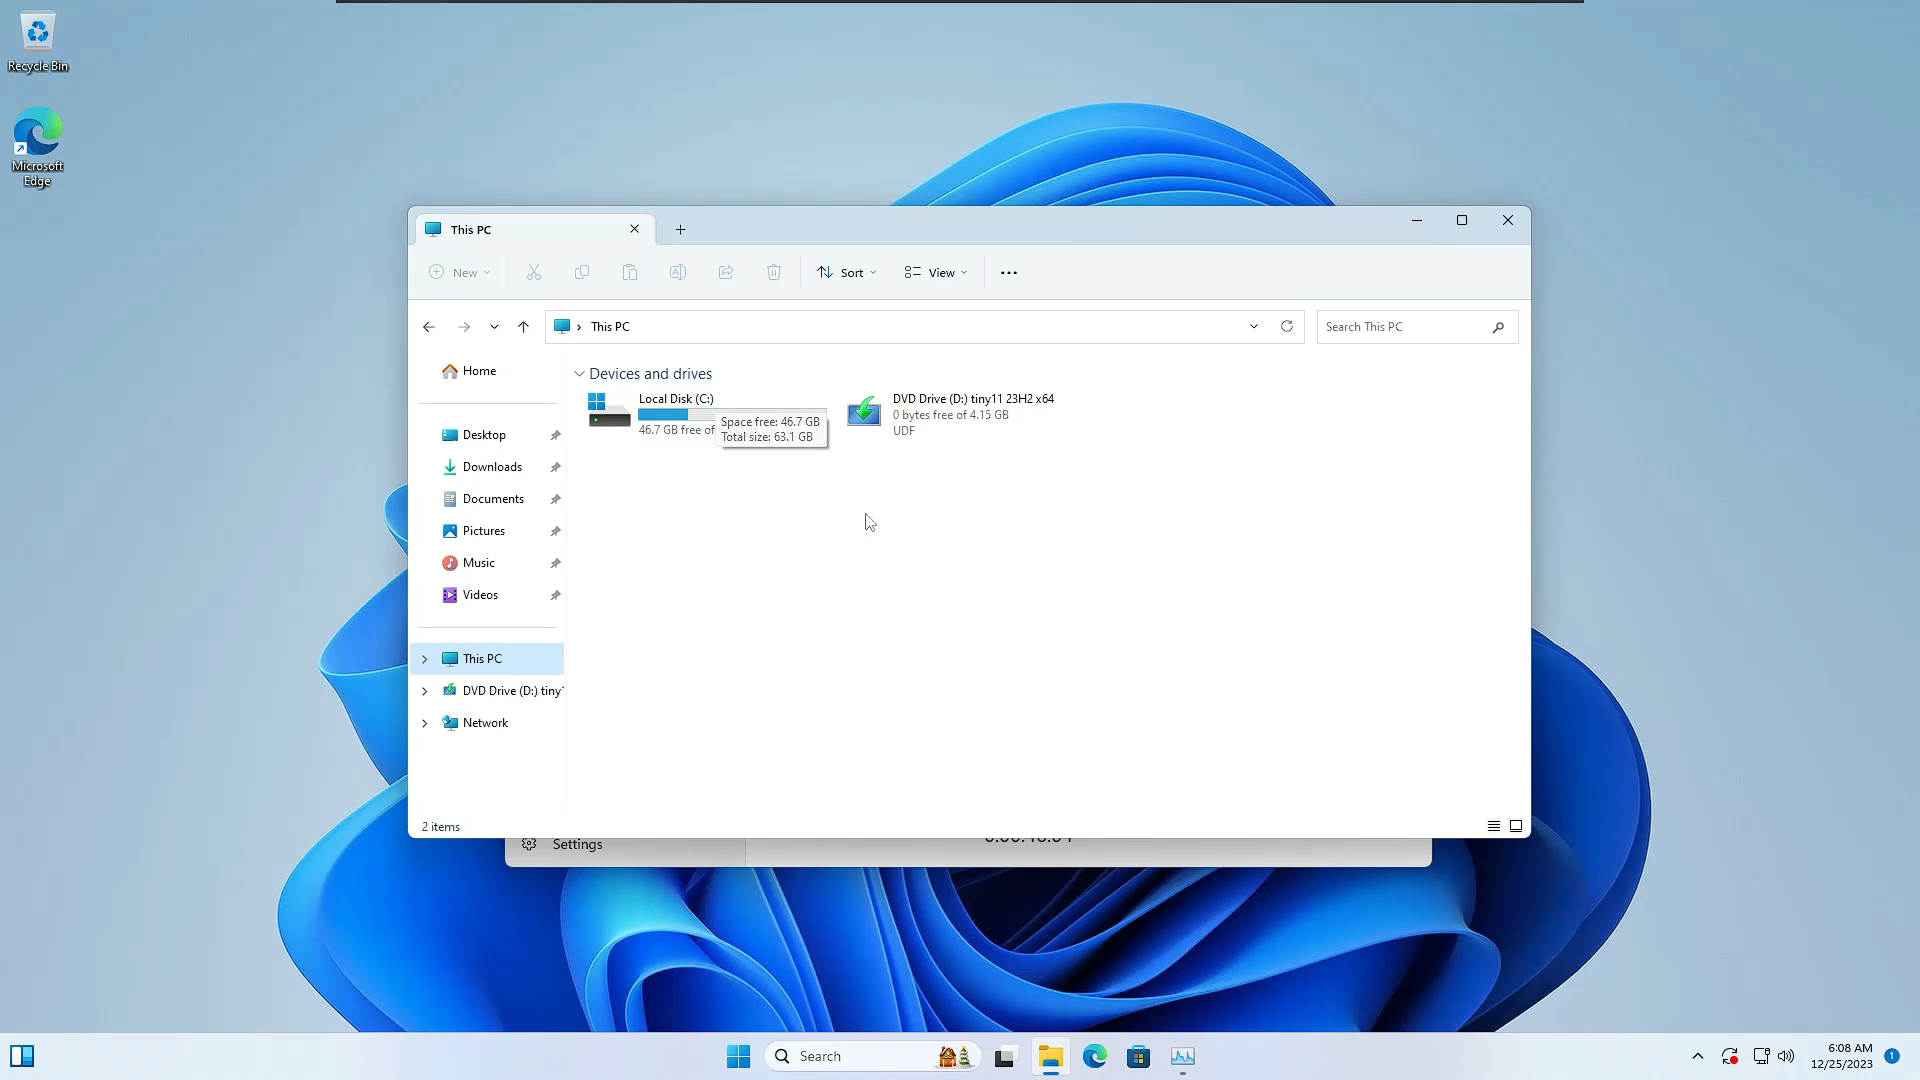 Recycle Bin
Microsoft
Edge
This PC
New
Sort
View
This PC
Search This PC
Home
Desktop
Downloads
Documents
Pictures
Music
Videos
This PC
DVD Drive (D:) tiny
Network
Devices and drives
Local Disk (C:)
46.7 GB free of
Space free: 46.7 GB
Total size: 63.1 GB
DVD Drive (D:) tiny11 23H2 x64
0 bytes free of 4.15 GB
UDF
2 items
Settings
Search
6:08 AM
12/25/2023
1